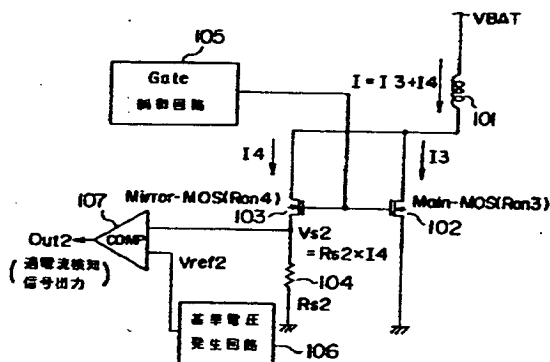 VBAT
105
Gate
制御回路
I = I3+I4
101
I4
I3
107
Mirror-MOS(Ron4)
103
Main-MOS(Ron3)
102
COMP
Vs2
=Rs2×I4
Out2
過電流検知
信号出力
Vref2
104
Rs2
基準電圧
発生回路
106